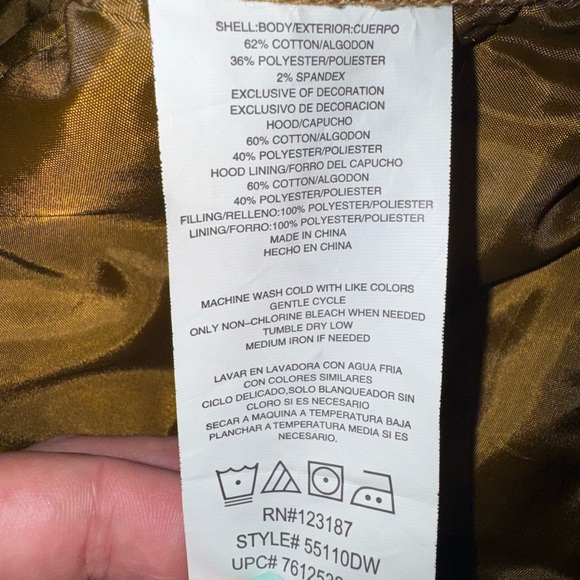 SHELL:BODY/EXTERIOR:CUERPO
62% COTTON/ALGODON
36% POLYESTER/POLIESTER
2% SPANDEX
EXCLUSIVE OF DECORATION
EXCLUSIVO DE DECORACION
HOOD/CAPUCHO
60% COTTON/ALGODON
40% POLYESTER/POLIESTER
HOOD LINING/FORRO DEL CAPUCHO
60% COTTON/ALGODON
40% POLYESTER/POLIESTER
FILLING/RELLENO:100% POLYESTER/POLIESTER
LINING/FORRO:100% POLYESTER/POLIESTER
MADE IN CHINA
HECHO EN CHINA
MACHINE WASH COLD WITH LIKE COLORS
GENTLE CYCLE
ONLY NON-CHLORINE BLEACH WHEN NEEDED
TUMBLE DRY LOW
MEDIUM IRON IF NEEDED
LAVAR EN LAVADORA CON AGUA FRIA
CON COLORES SIMILARES
CICLO DELICADO,SOLO BLANQUEADOR SIN
CLORO SI ES NECESARIO
SECAR A MAQUINA A TEMPERATURA BAJA
PLANCHAR A TEMPERATURA MEDIA SI ES
NECESARIO.
RN#123187
STYLE# 55110DW
UPC#